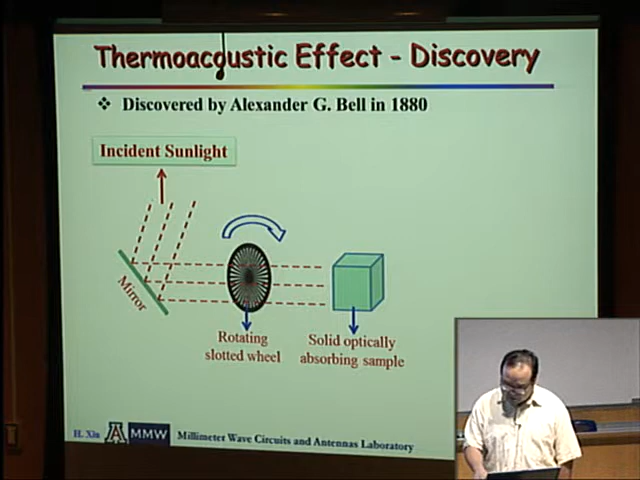 Thermoacoustic Effect - Discovery
❖ Discovered by Alexander G. Bell in 1880
Incident Sunlight
Mirror
Rotating
slotted wheel
Solid optically
absorbing sample
H. Xin
A
MMW
Millimeter Wave Circuits and Antennas Laboratory